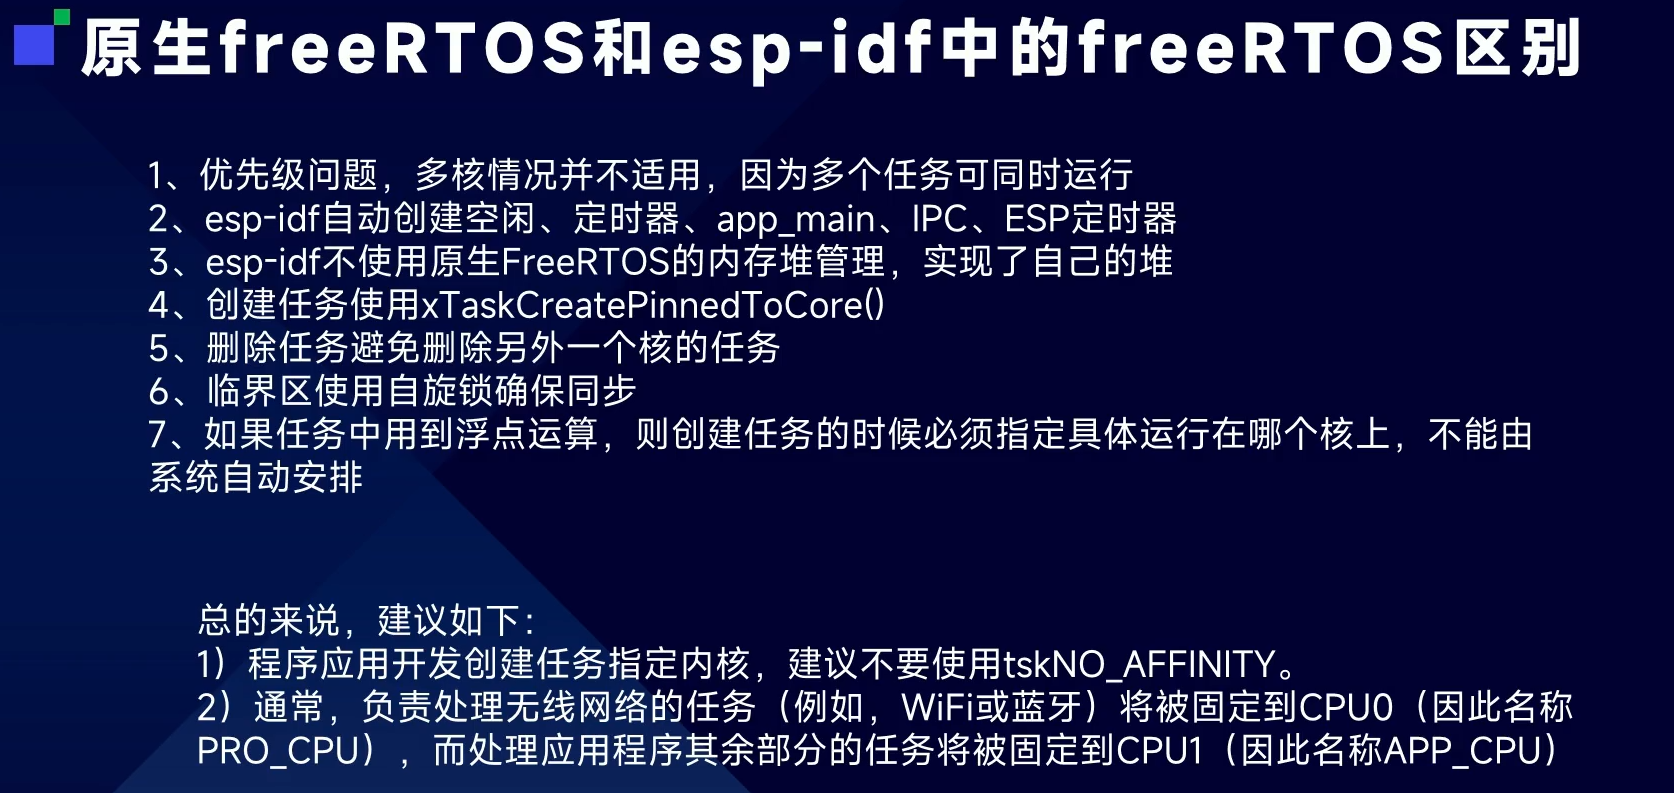 原生freeRTOS和esp-idf中的freeRTOS区别
1、优先级问题，多核情况并不适用，因为多个任务可同时运行
2、esp-idf自动创建空闲、定时器、app_main、IPC、ESP定时器
3、esp-idf不使用原生FreeRTOS的内存堆管理，实现了自己的堆
4、创建任务使用xTaskCreatePinnedToCore()
5、删除任务避免删除另外一个核的任务
6、临界区使用自旋锁确保同步
7、如果任务中用到浮点运算，则创建任务的时候必须指定具体运行在哪个核上，不能由
系统自动安排
总的来说，建议如下：
1）程序应用开发创建任务指定内核，建议不要使用tskNO_AFFINITY。
2）通常，负责处理无线网络的任务（例如，WiFi或蓝牙）将被固定到CPU0（因此名称
PRO_CPU），而处理应用程序其余部分的任务将被固定到CPU1（因此名称APP_CPU）